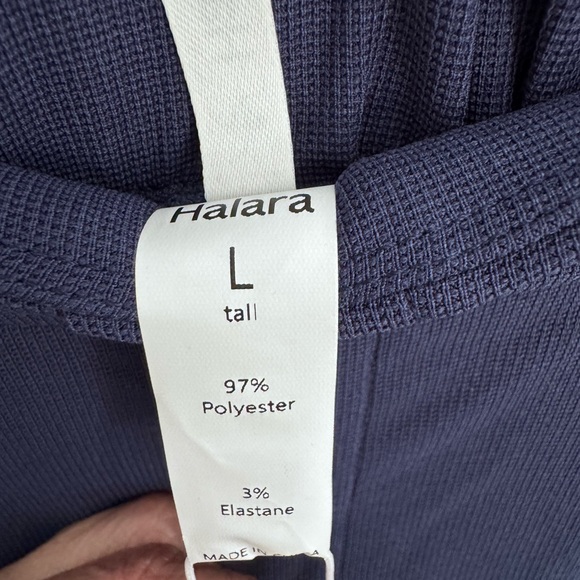 Halara
L
tall
97%
Polyester
3%
Elastane
MADE IN